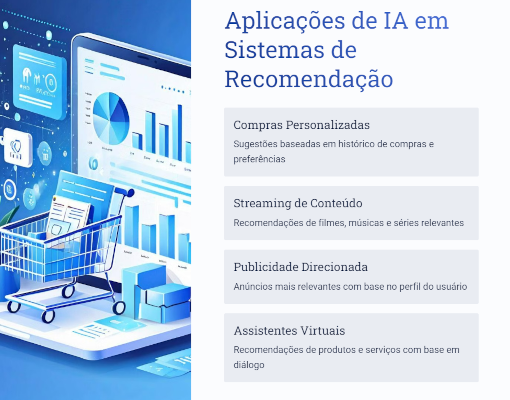 Aplicações de IA em
Sistemas de
Recomendação
Compras Personalizadas
Sugestões baseadas em histórico de compras e
preferências
Streaming de Conteúdo
Recomendações de filmes, músicas e séries relevantes
Publicidade Direcionada
Anúncios mais relevantes com base no perfil do usuário
Assistentes Virtuais
Recomendações de produtos e serviços com base em
diálogo